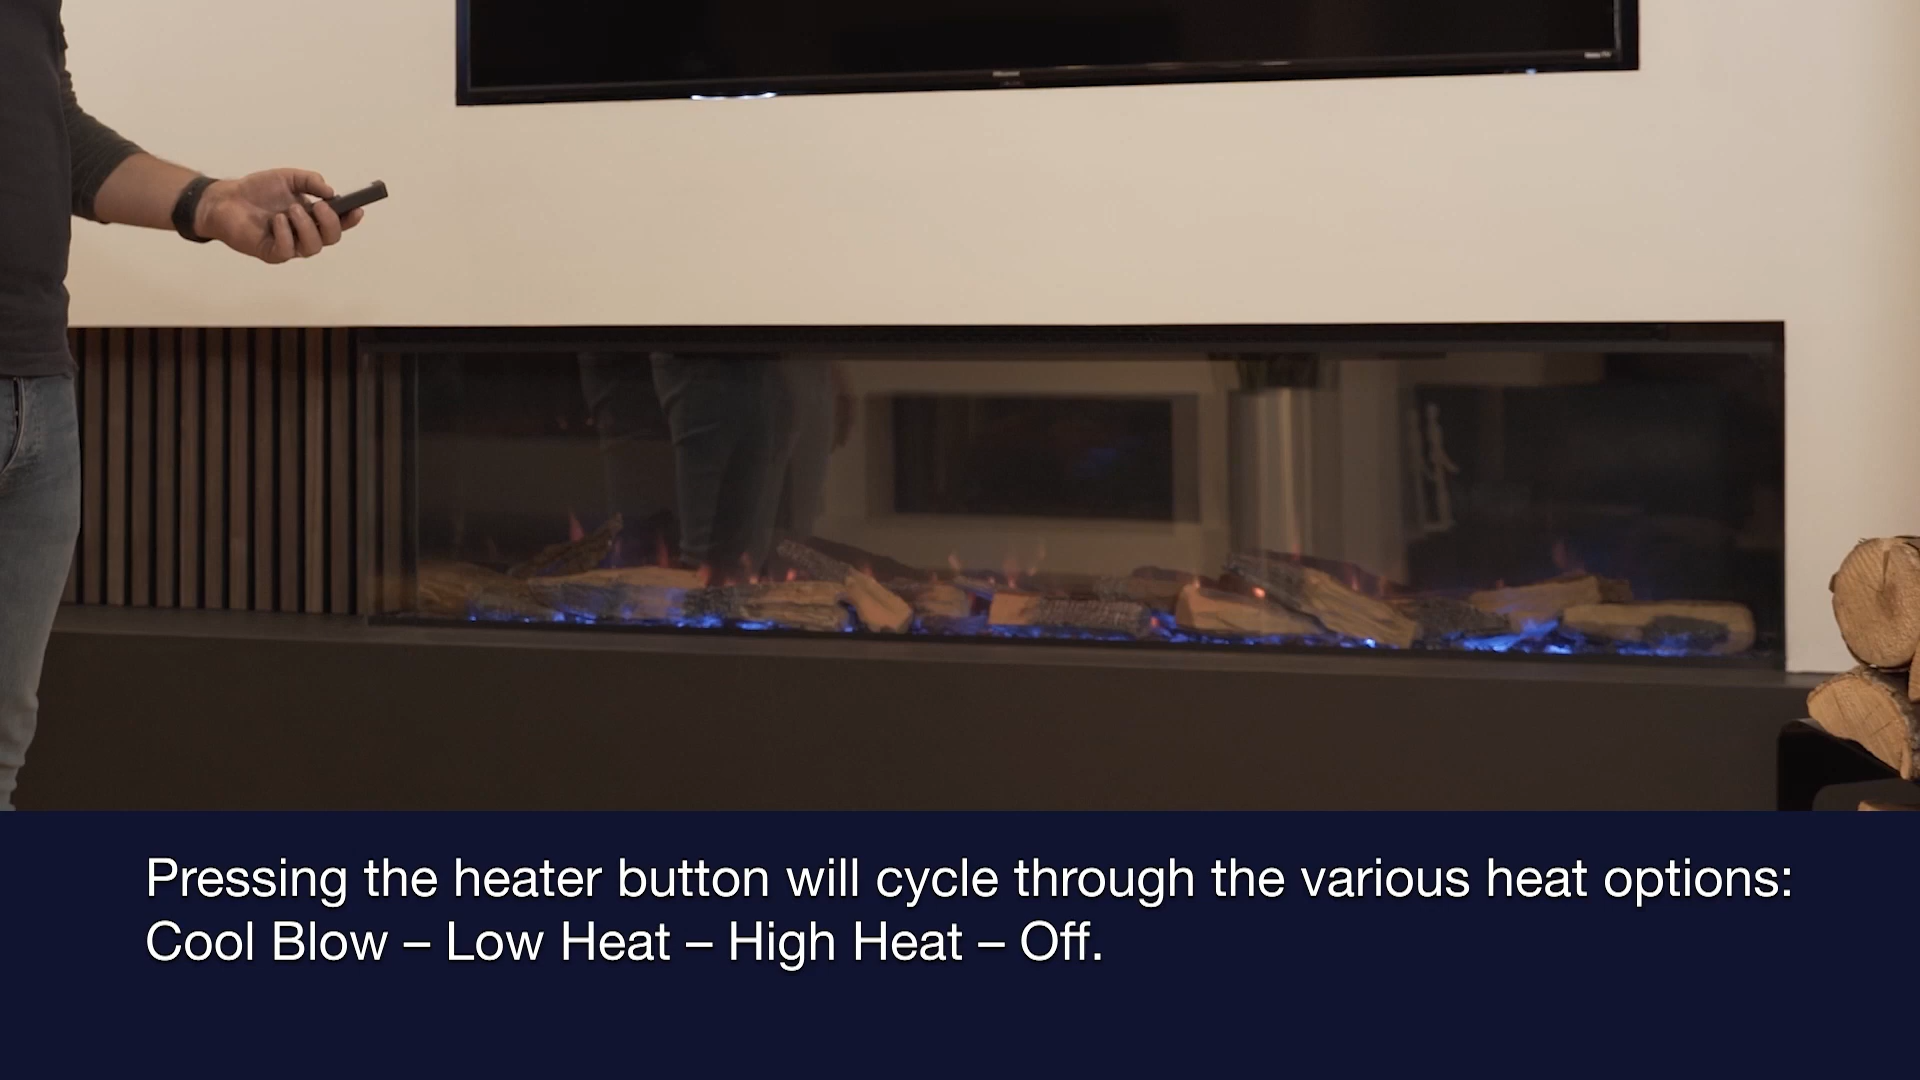 Pressing the heater button will cycle through the various heat options:
Cool Blow – Low Heat – High Heat – Off.